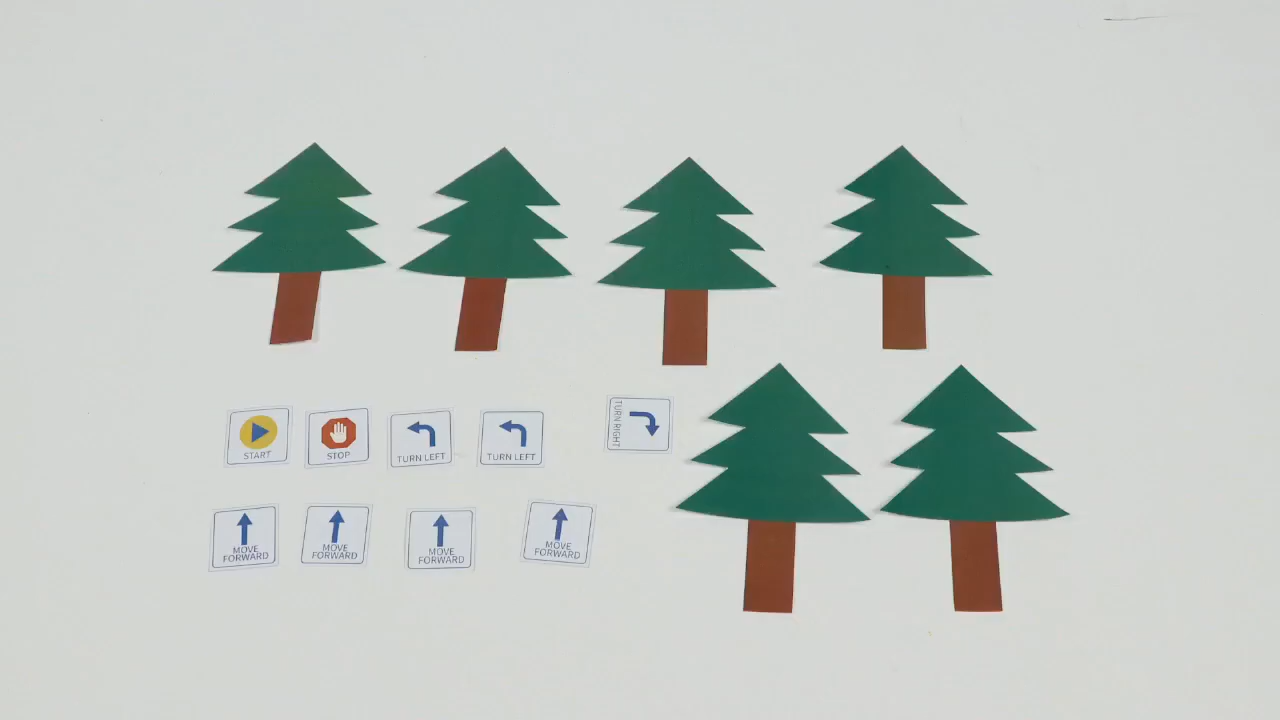 START
STOP
TURN LEFT
TURN LEFT
TURN RIGHT
MOVE
FORWARD
MOVE
FORWARD
MOVE
FORWARD
MOVE
FORWARD